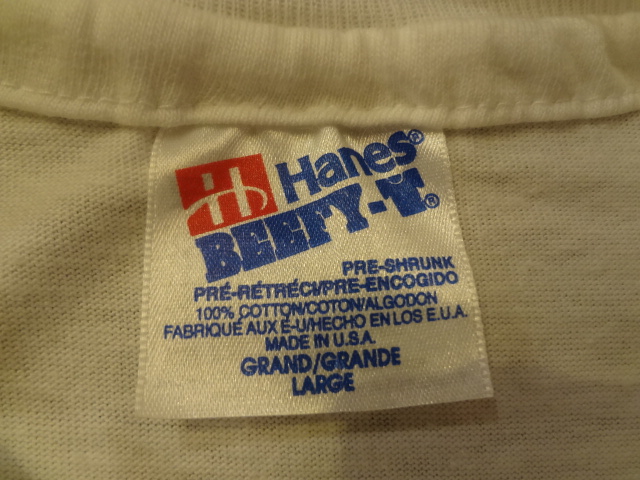 H Hanes®
BEEFY-T®
PRE-SHRUNK
PRÉ-RÉTRÉCI/PRE-ENCOGIDO
100% COTTON/COTON/ALGODON
FABRIQUÉ AUX É-U/HECHO EN LOS E.U.A.
MADE IN U.S.A.
GRAND/GRANDE
LARGE